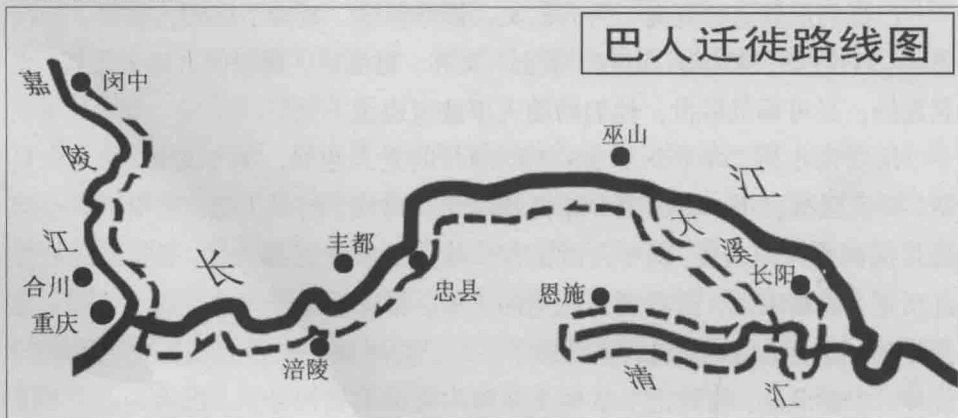 巴人迁徙路线图
嘉陵江
阆中
合川
重庆
长江
丰都
涪陵
忠县
巫山
大溪
恩施
长阳
清汇